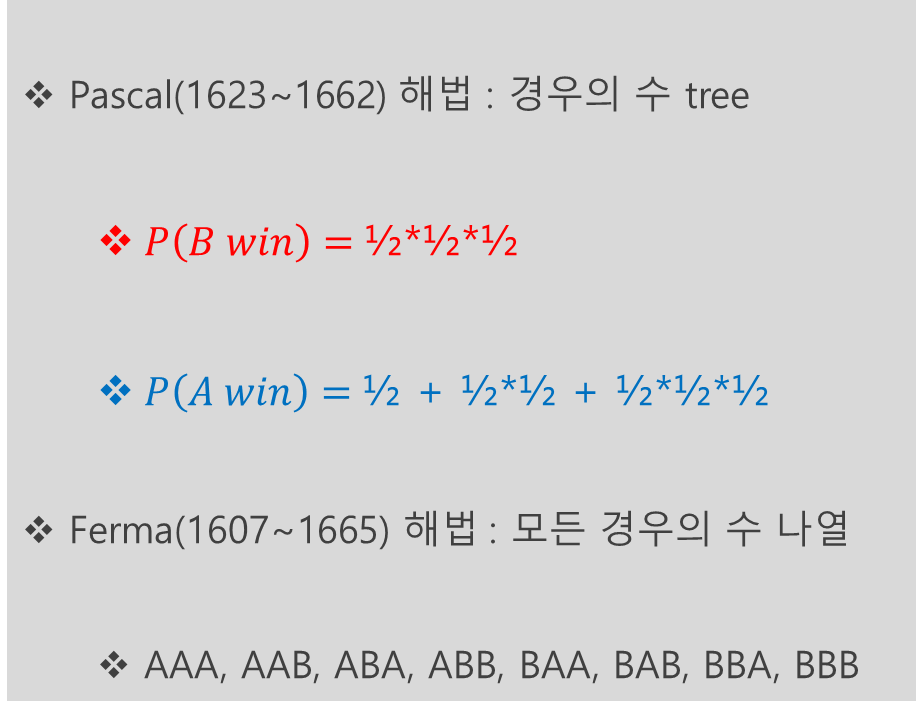 ❖ Pascal(1623~1662) 해법 : 경우의 수 tree
❖ P(B win) = ½*½*½
❖ P(A win) = ½ + ½*½ + ½*½*½
❖ Ferma(1607~1665) 해법 : 모든 경우의 수 나열
❖ AAA, AAB, ABA, ABB, BAA, BAB, BBA, BBB